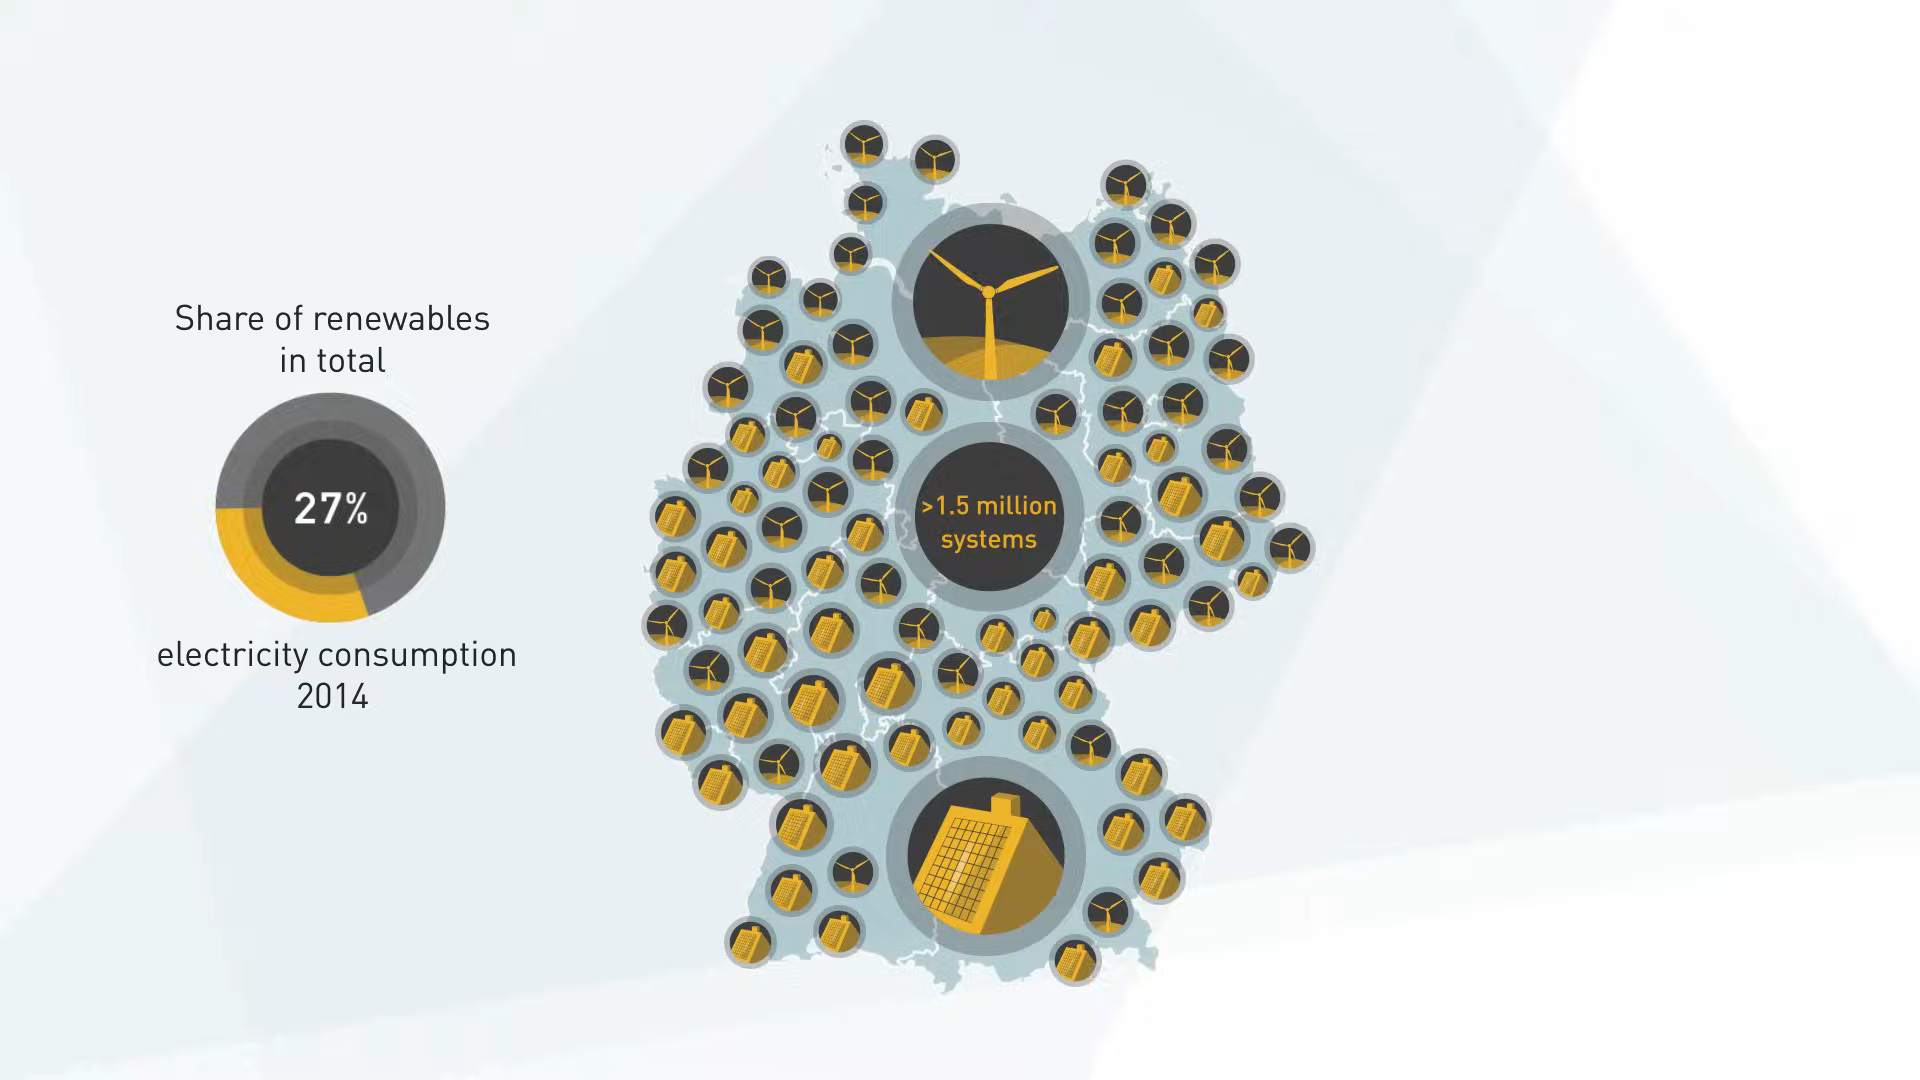 Share of renewables
in total
27%
electricity consumption
2014
>1.5 million
systems